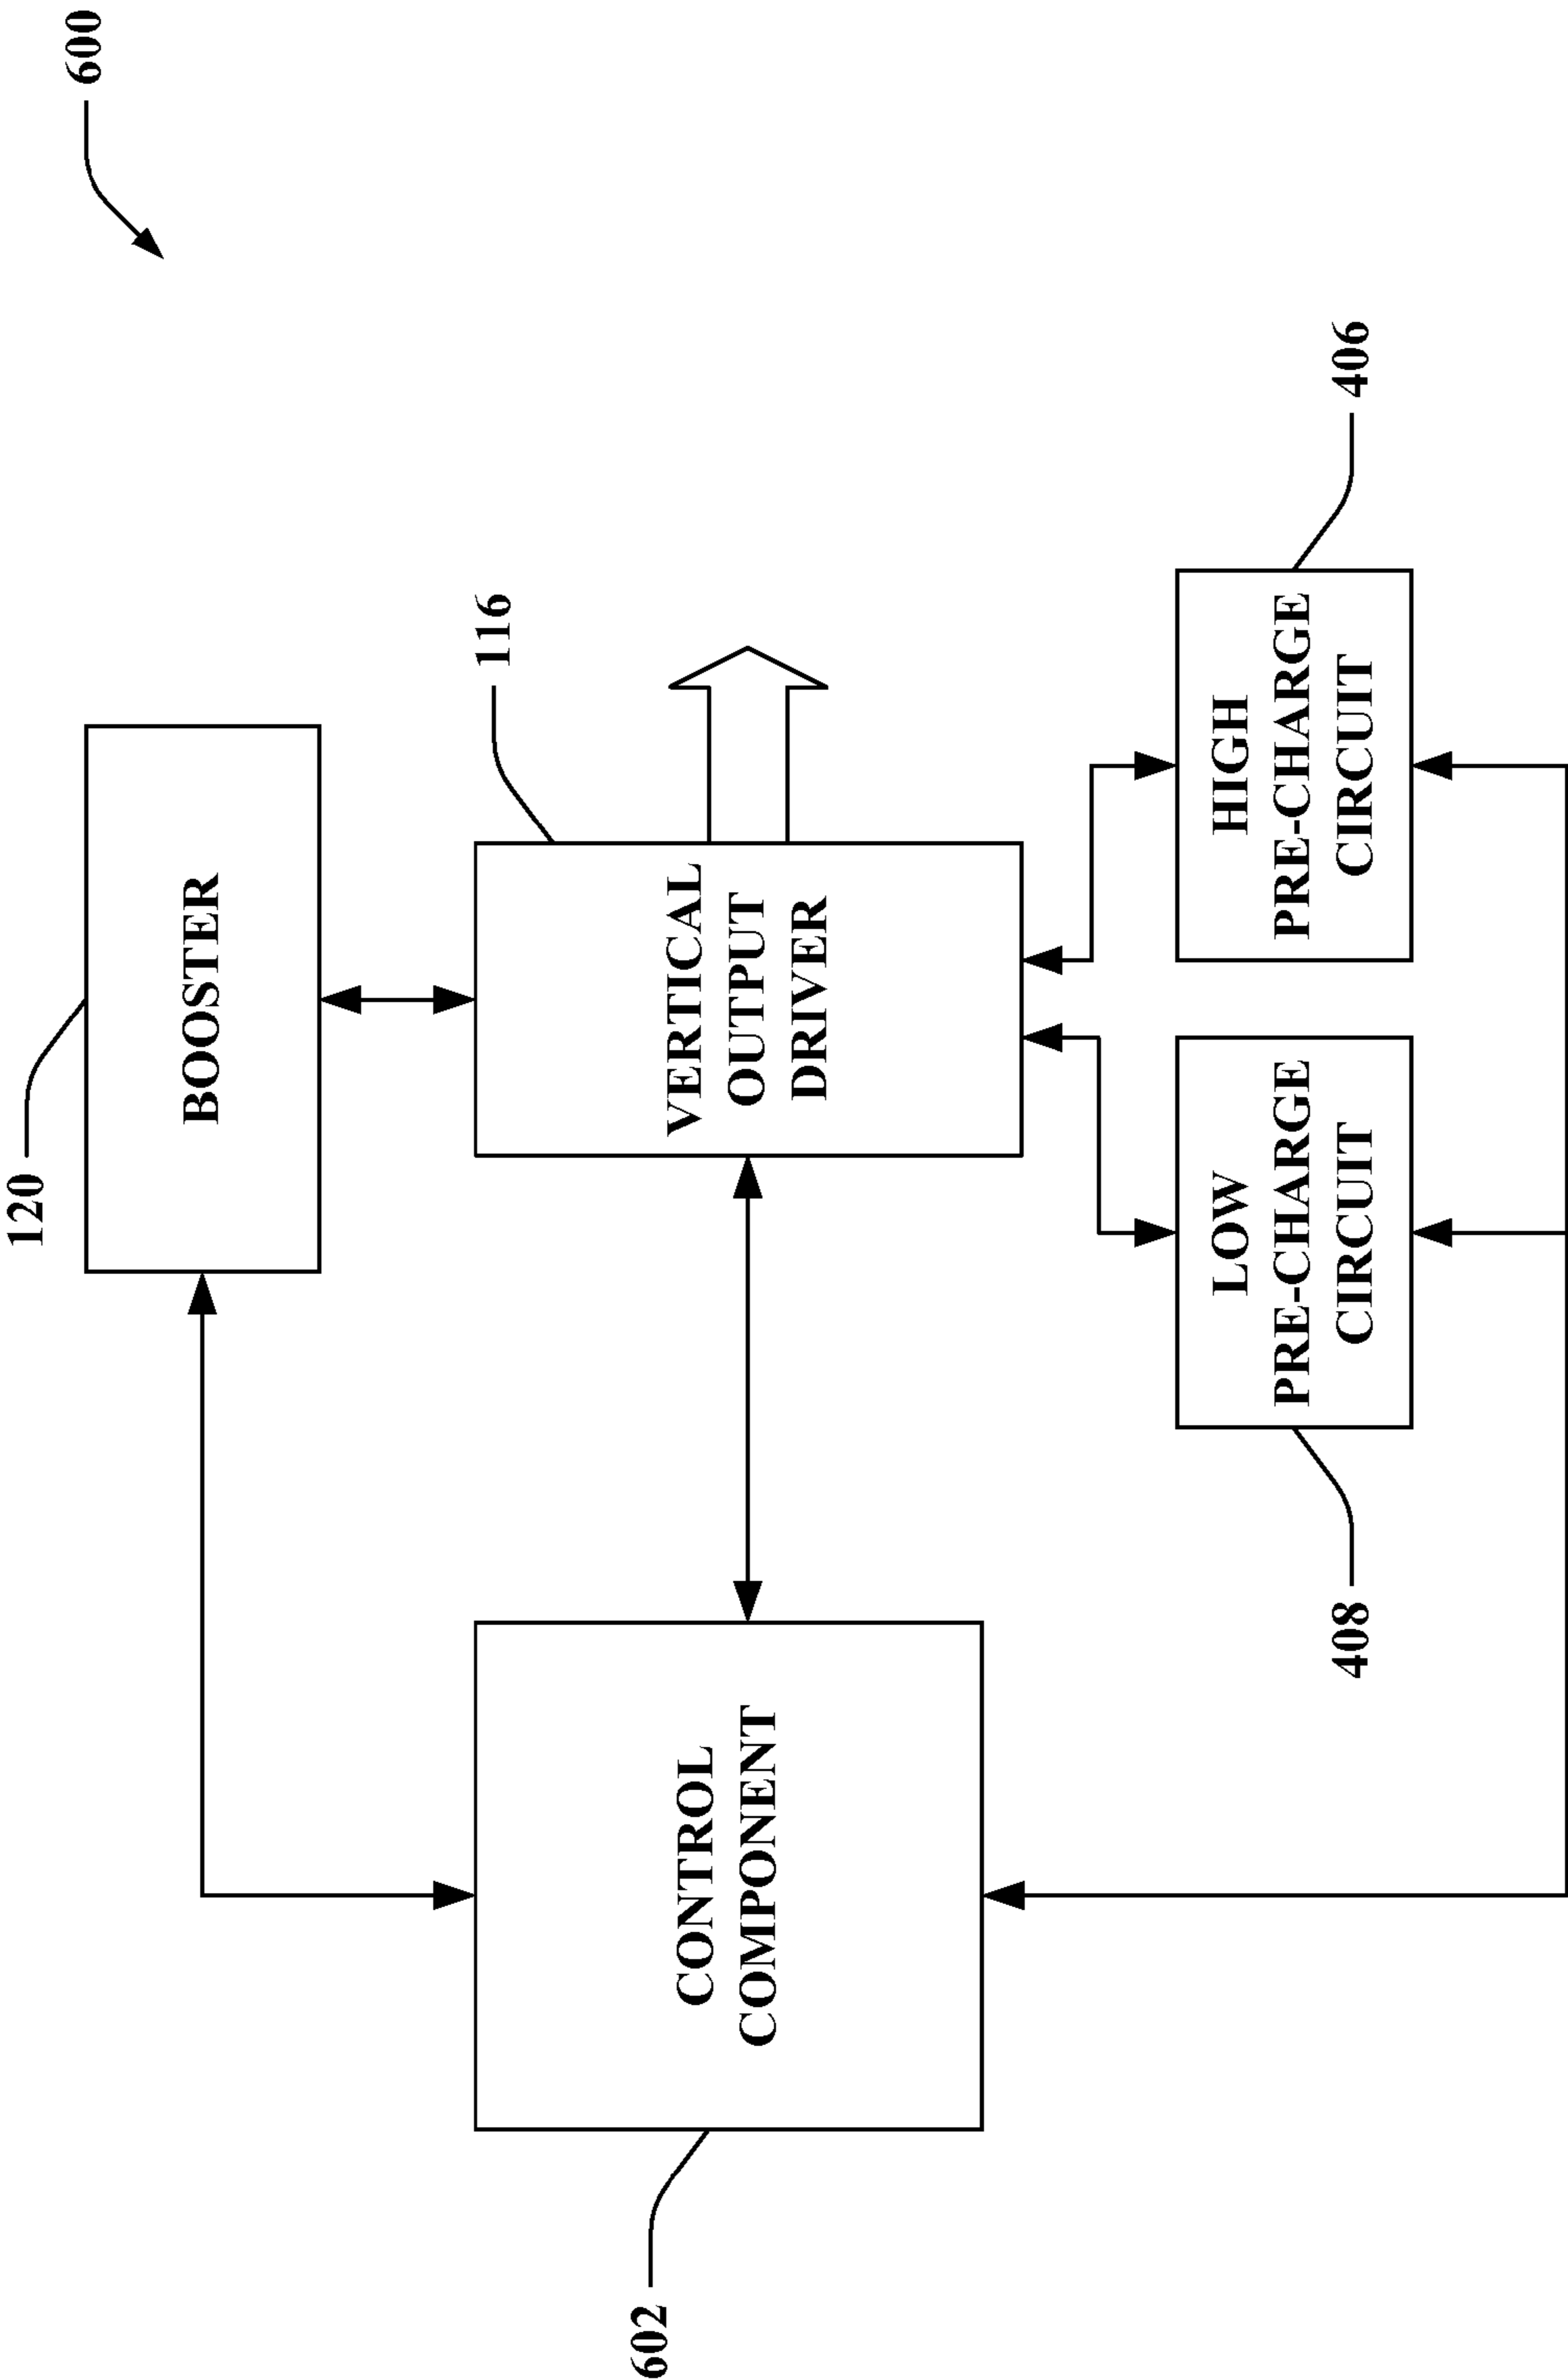 600
120
BOOSTER
116
VERTICAL
OUTPUT
DRIVER
602
CONTROL
COMPONENT
LOW
PRE-CHARGE
CIRCUIT
HIGH
PRE-CHARGE
CIRCUIT
408
406